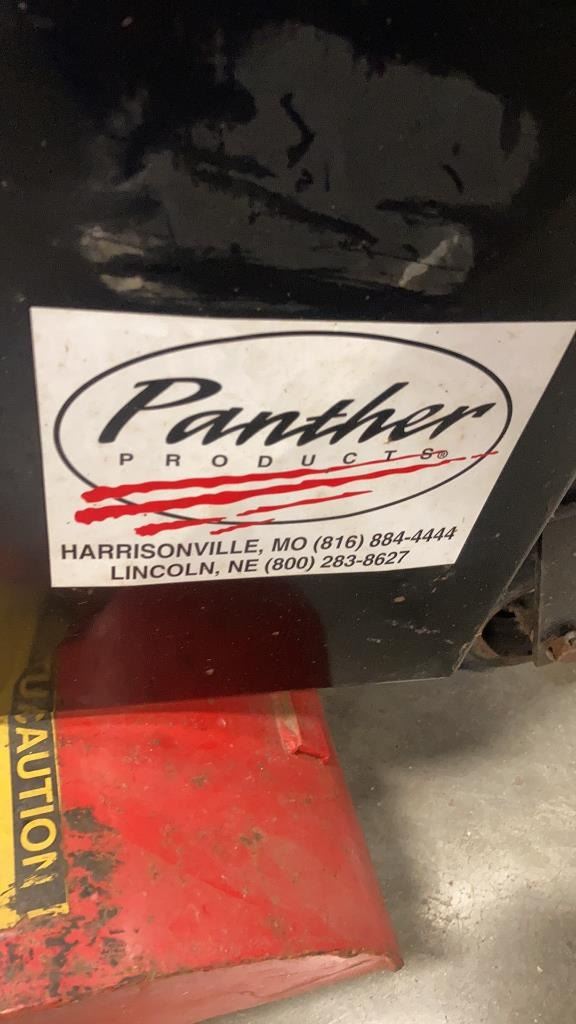 Panther
PRODUCTS®
HARRISONVILLE, MO (816) 884-4444
LINCOLN, NE (800) 283-8627
CAUTION